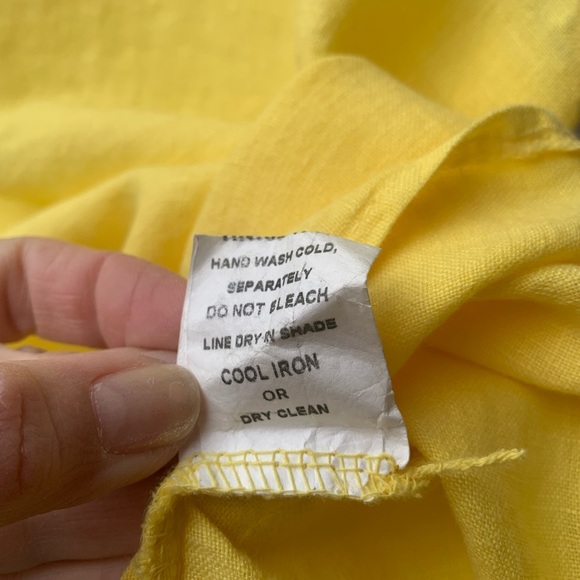 HAND WASH COLD,
SEPARATELY
DO NOT BLEACH
LINE DRY IN SHADE
COOL IRON
OR
DRY CLEAN